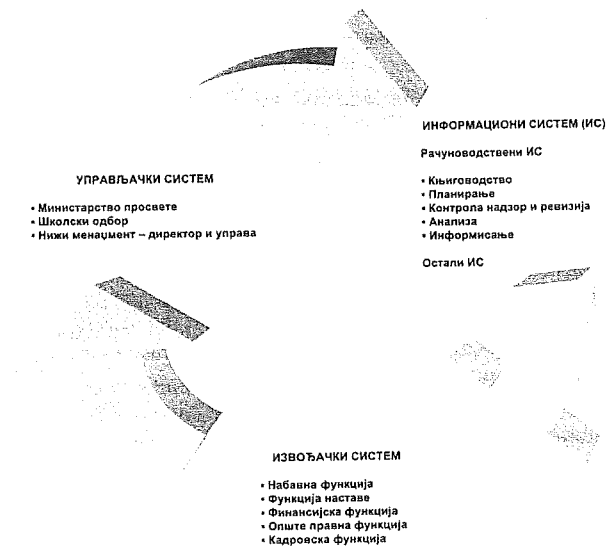 ИНФОРМАЦИОНИ СИСТЕМ (ИС)
Рачуноводствени ИС
• Књиговодство
• Планирање
• Контрола надзор и ревизија
• Анализа
• Информисање
Остали ИС
УПРАВЉАЧКИ СИСТЕМ
• Министарство просвете
• Школски одбор
• Нижи менаџмент – директор и управа
ИЗВОЂАЧКИ СИСТЕМ
• Набавна функција
• Функција наставе
• Финансијска функција
• Опште правна функција
• Кадровска функција